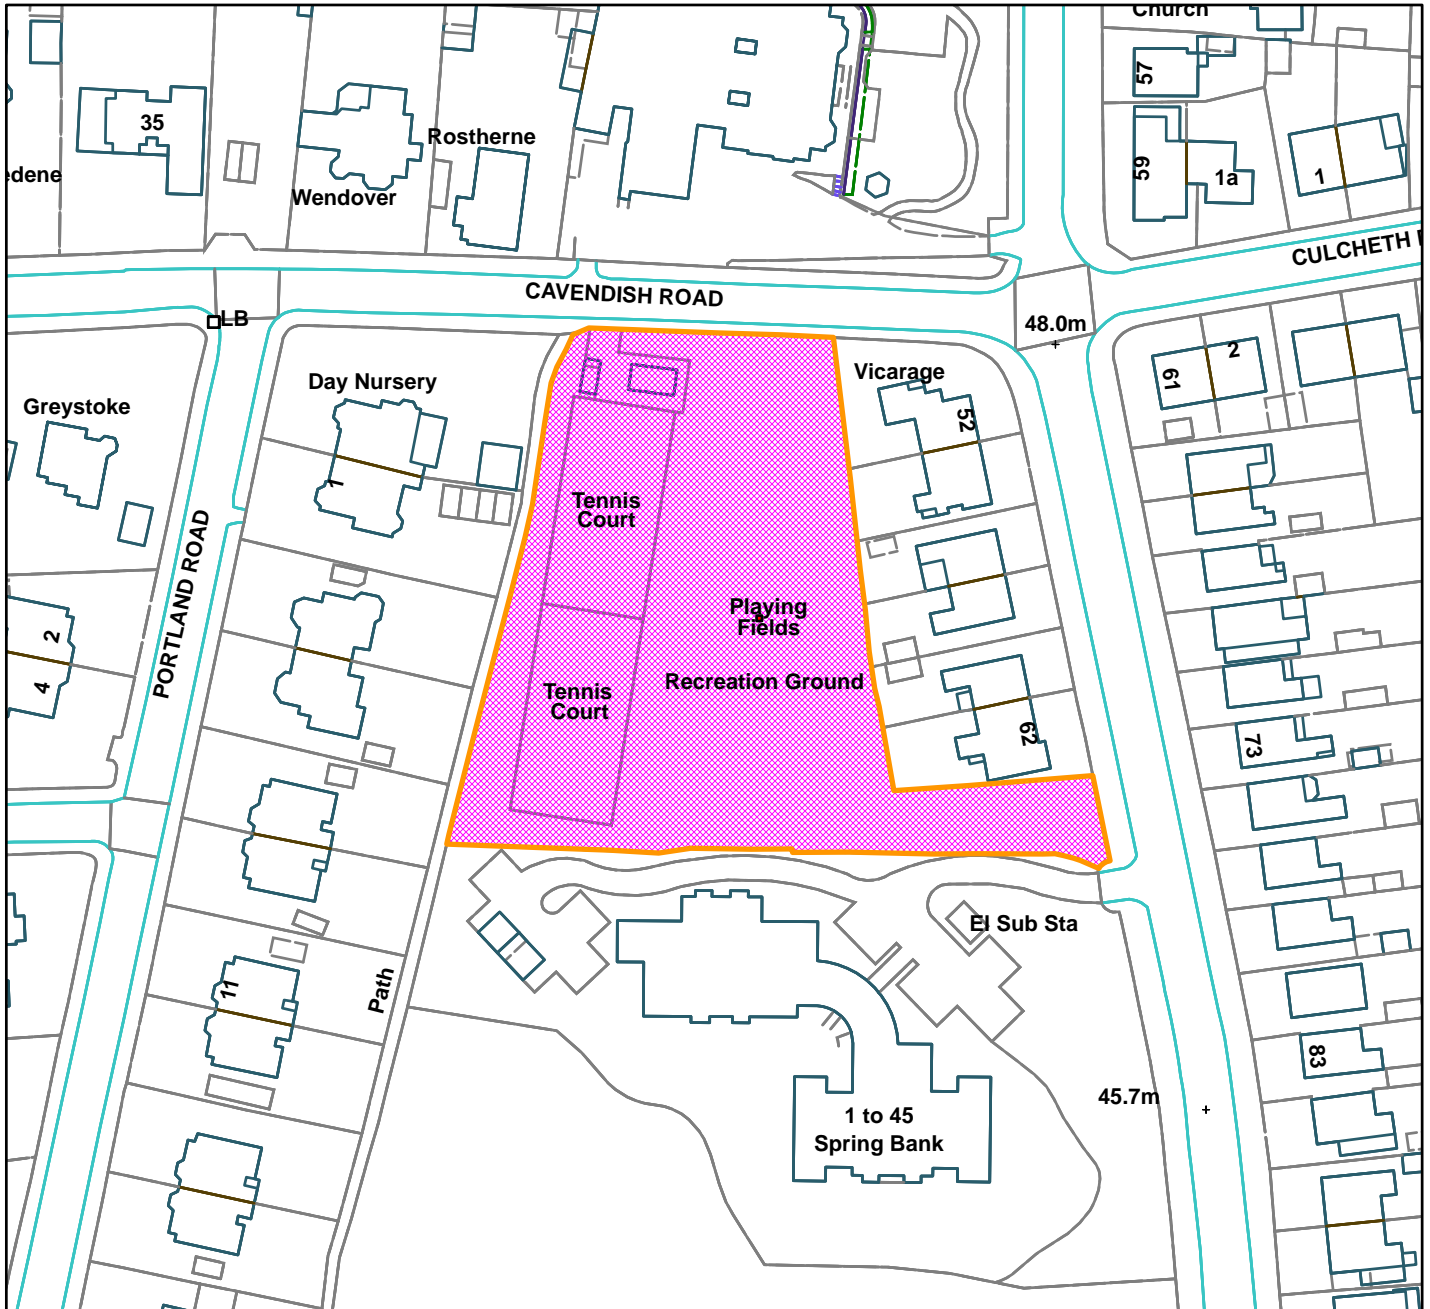 Church
57
35
Rostherne
edene
59
1a
1
Wendover
CULCHETH
CAVENDISH ROAD
LB
48.0m
2
61
Vicarage
Day Nursery
Greystoke
52
1
Tennis
Court
PORTLAND ROAD
Playing
Fields
2
4
Recreation Ground
Tennis
Court
62
73
El Sub Sta
11
Path
83
45.7m
1 to 45
Spring Bank